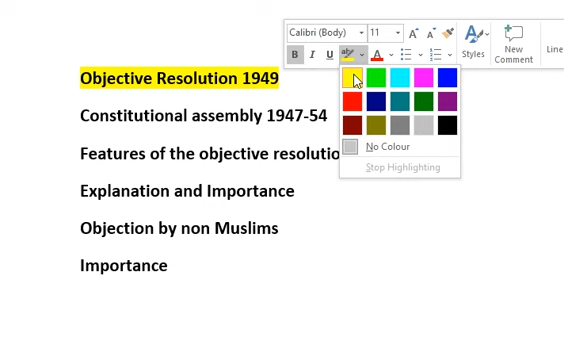 Calibri (Body) 11
B I U A Styles New Comment Line
Objective Resolution 1949
Constitutional assembly 1947-54
Features of the objective resolutio
No Colour
Stop Highlighting
Explanation and Importance
Objection by non Muslims
Importance